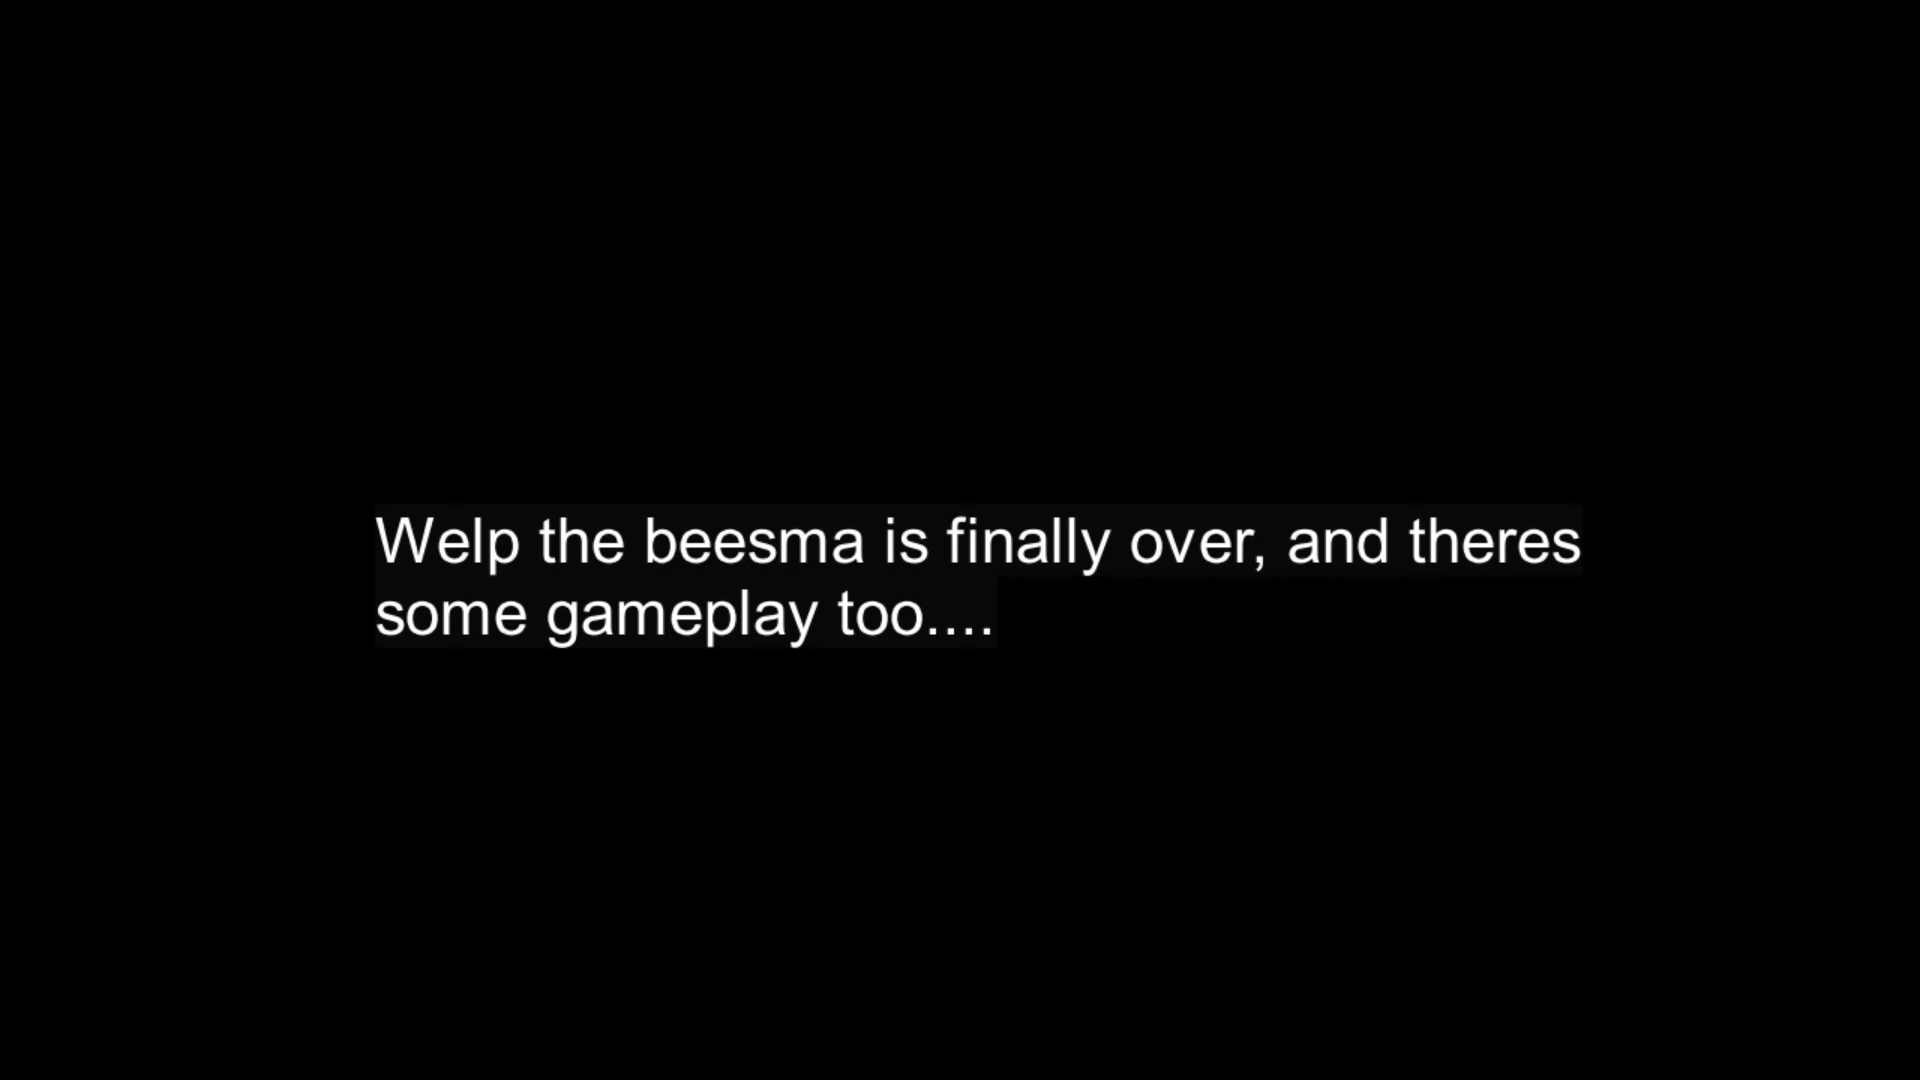 Welp the beesma is finally over, and theres
some gameplay too....